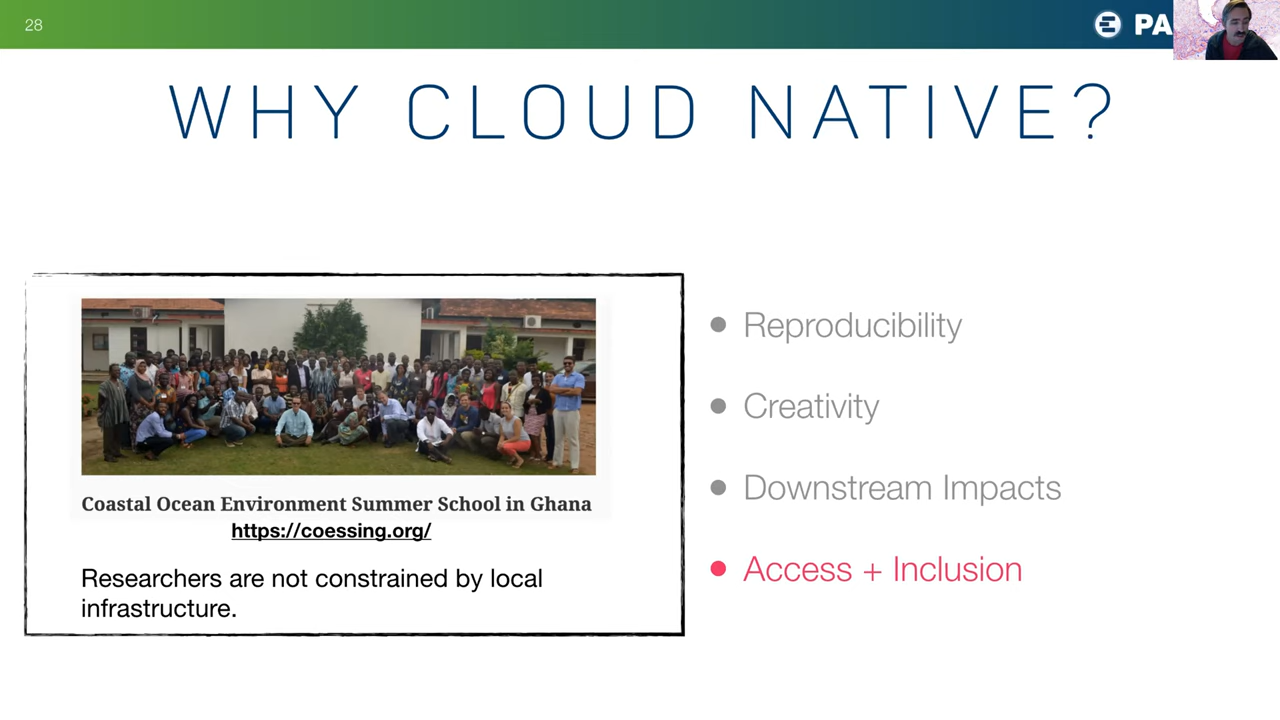 28
PA
WHY CLOUD NATIVE?
Coastal Ocean Environment Summer School in Ghana
https://coessing.org/
Researchers are not constrained by local
infrastructure.
• Reproducibility
• Creativity
• Downstream Impacts
• Access + Inclusion